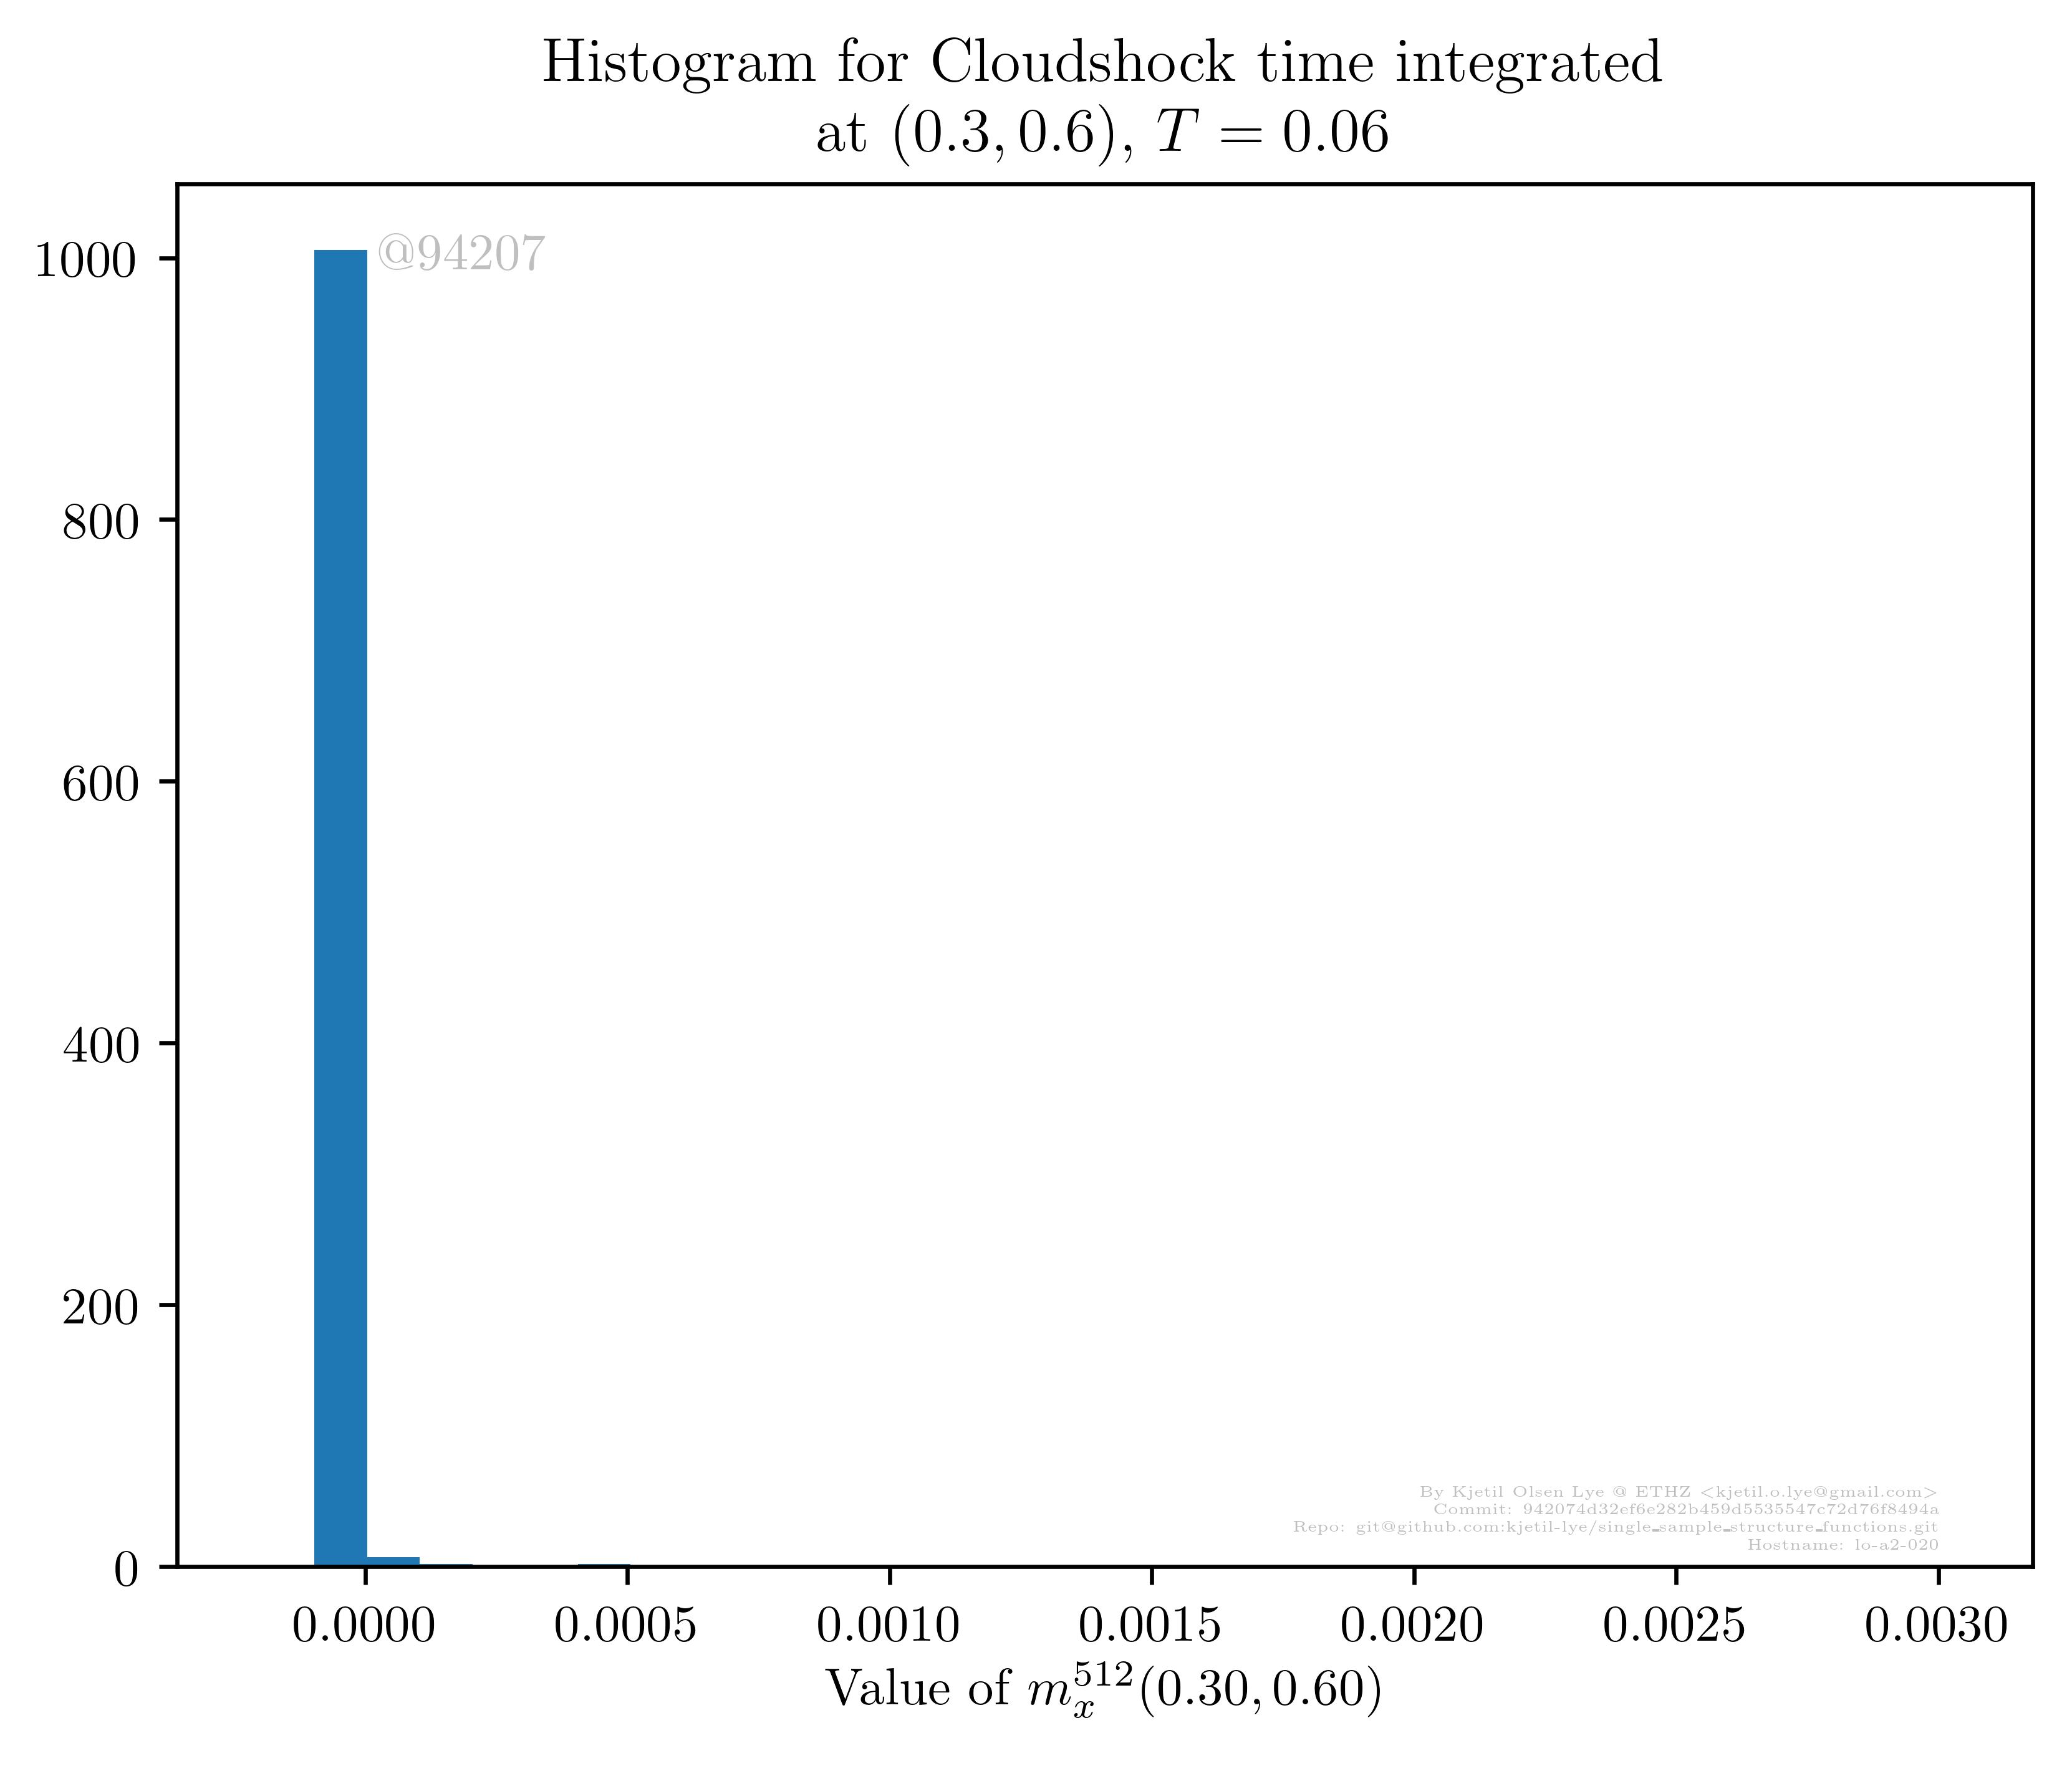 Histogram for Cloudshock time integrated
at (0.3, 0.6), T = 0.06
@94207
1000
800
600
400
200
0
By Kjetil Olsen Lye @ ETHZ <kjetil.o.lye@gmail.com>
Commit: 942074d32ef6e282b459d5535547c72d76f8494a
Repo: git@github.com:kjetil-lye/single_sample_structure_functions.git
Hostname: lo-a2-020
0.0000 0.0005 0.0010 0.0015 0.0020 0.0025 0.0030
Value of m_x^512(0.30, 0.60)